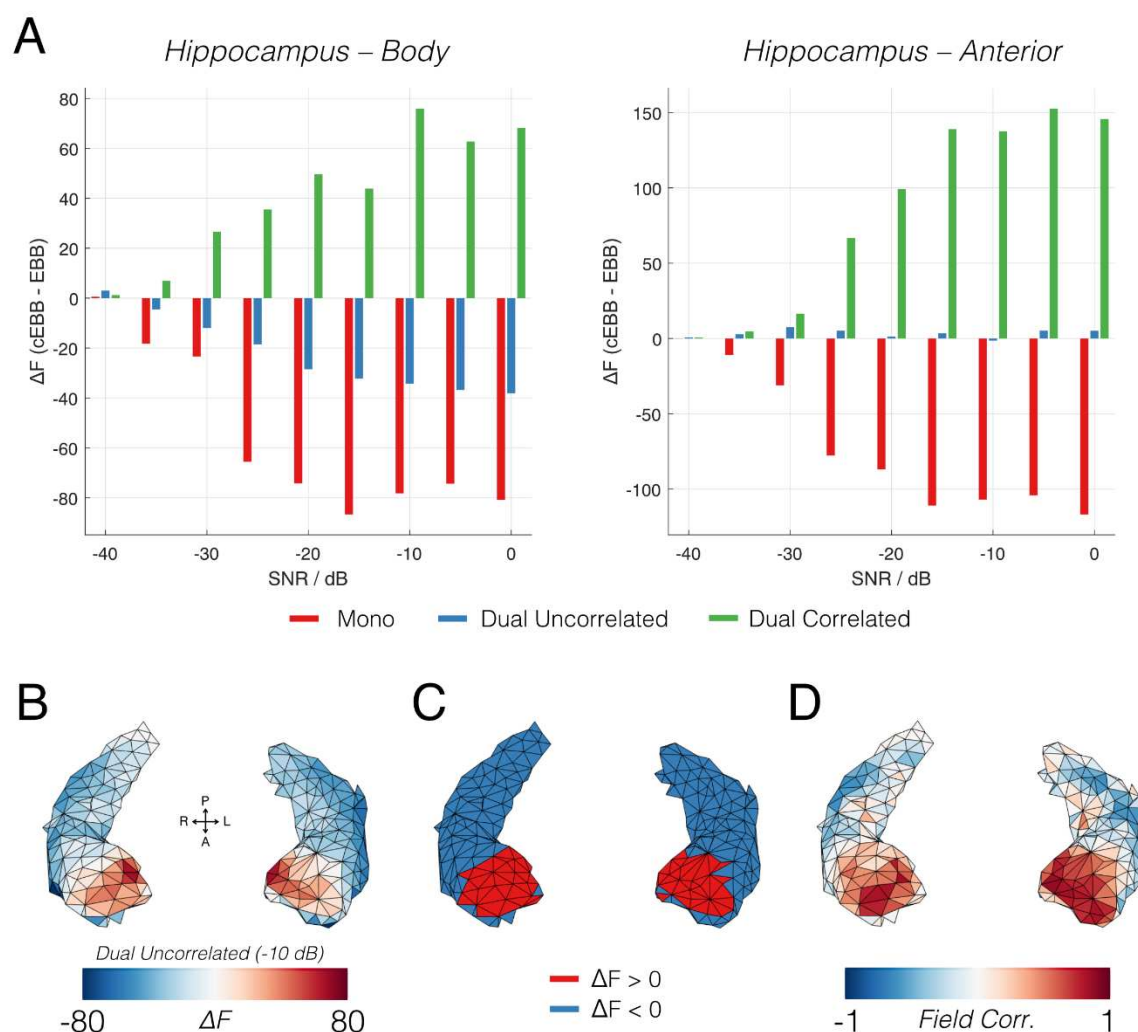 A
Hippocampus – Body
Hippocampus – Anterior
80
60
40
20
0
-20
-40
-60
-80
ΔF (cEBB - EBB)
-40
-30
-20
-10
0
SNR / dB
150
100
50
0
-50
-100
ΔF (cEBB - EBB)
-40
-30
-20
-10
0
SNR / dB
Mono
Dual Uncorrelated
Dual Correlated
B
P
R
L
A
Dual Uncorrelated (-10 dB)
-80
ΔF
80
C
ΔF > 0
ΔF < 0
D
-1
Field Corr.
1